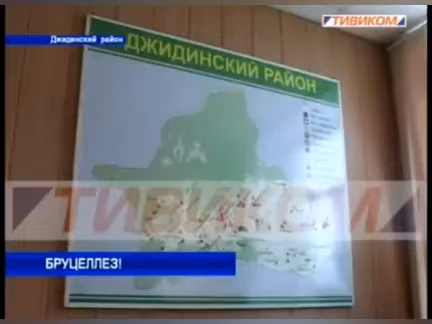 ТИВИКОМ
Джидинский район
ДЖИДИНСКИЙ РАЙОН
ТИВИКОМ
БРУЦЕЛЛЕЗ!